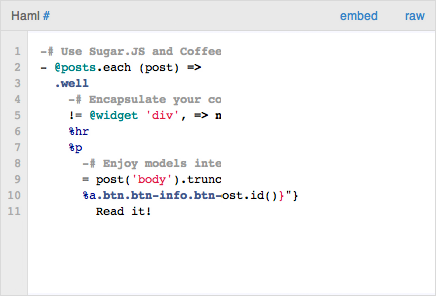 Haml # embed raw
1 -# Use Sugar.JS and Coffee
2 - @posts.each (post) =>
3 .well
4 -# Encapsulate your co
5 != @widget 'div', => n
6 %hr
7 %p
8 -# Enjoy models inte
9 = post('body').trunc
10 %a.btn.btn-info.btn-ost.id()}"}
11 Read it!